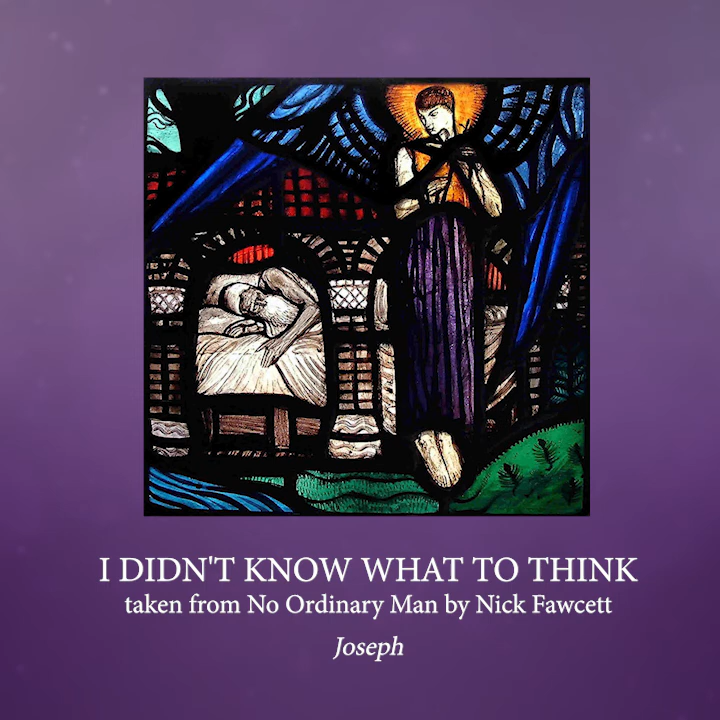 I DIDN'T KNOW WHAT TO THINK
taken from No Ordinary Man by Nick Fawcett
Joseph